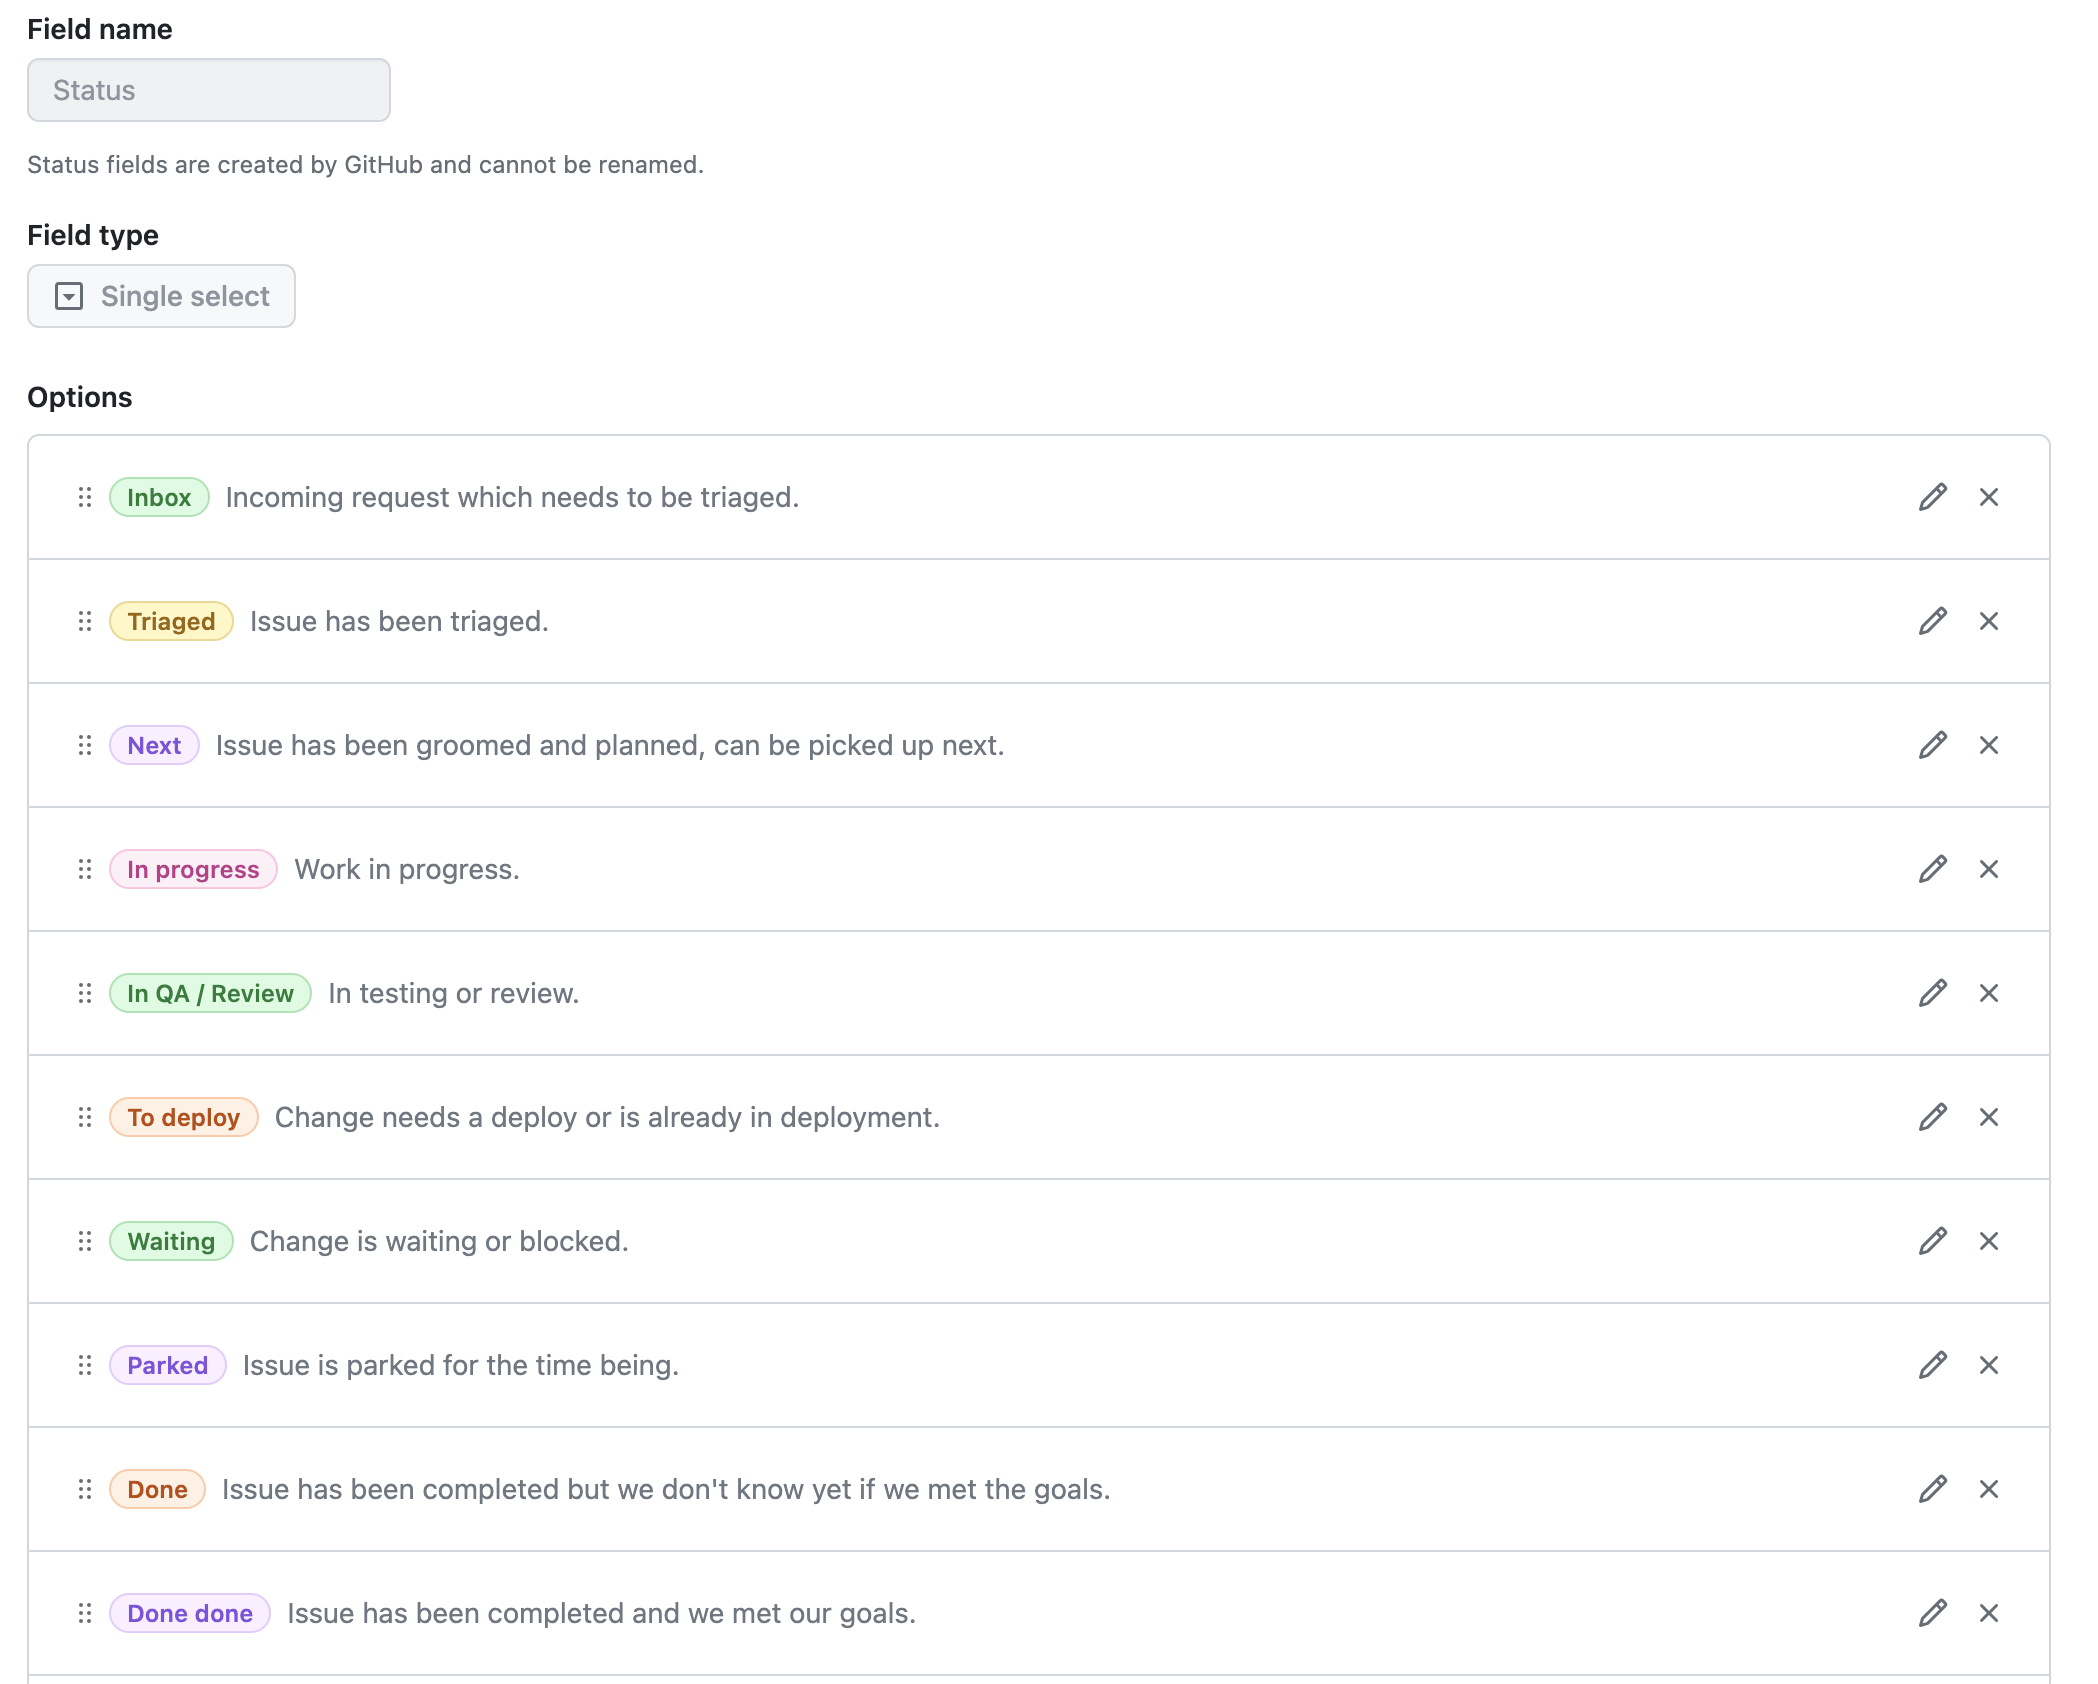 Field name
Status
Status fields are created by GitHub and cannot be renamed.
Field type
Single select
Options
Inbox Incoming request which needs to be triaged.
Triaged Issue has been triaged.
Next Issue has been groomed and planned, can be picked up next.
In progress Work in progress.
In QA / Review In testing or review.
To deploy Change needs a deploy or is already in deployment.
Waiting Change is waiting or blocked.
Parked Issue is parked for the time being.
Done Issue has been completed but we don't know yet if we met the goals.
Done done Issue has been completed and we met our goals.